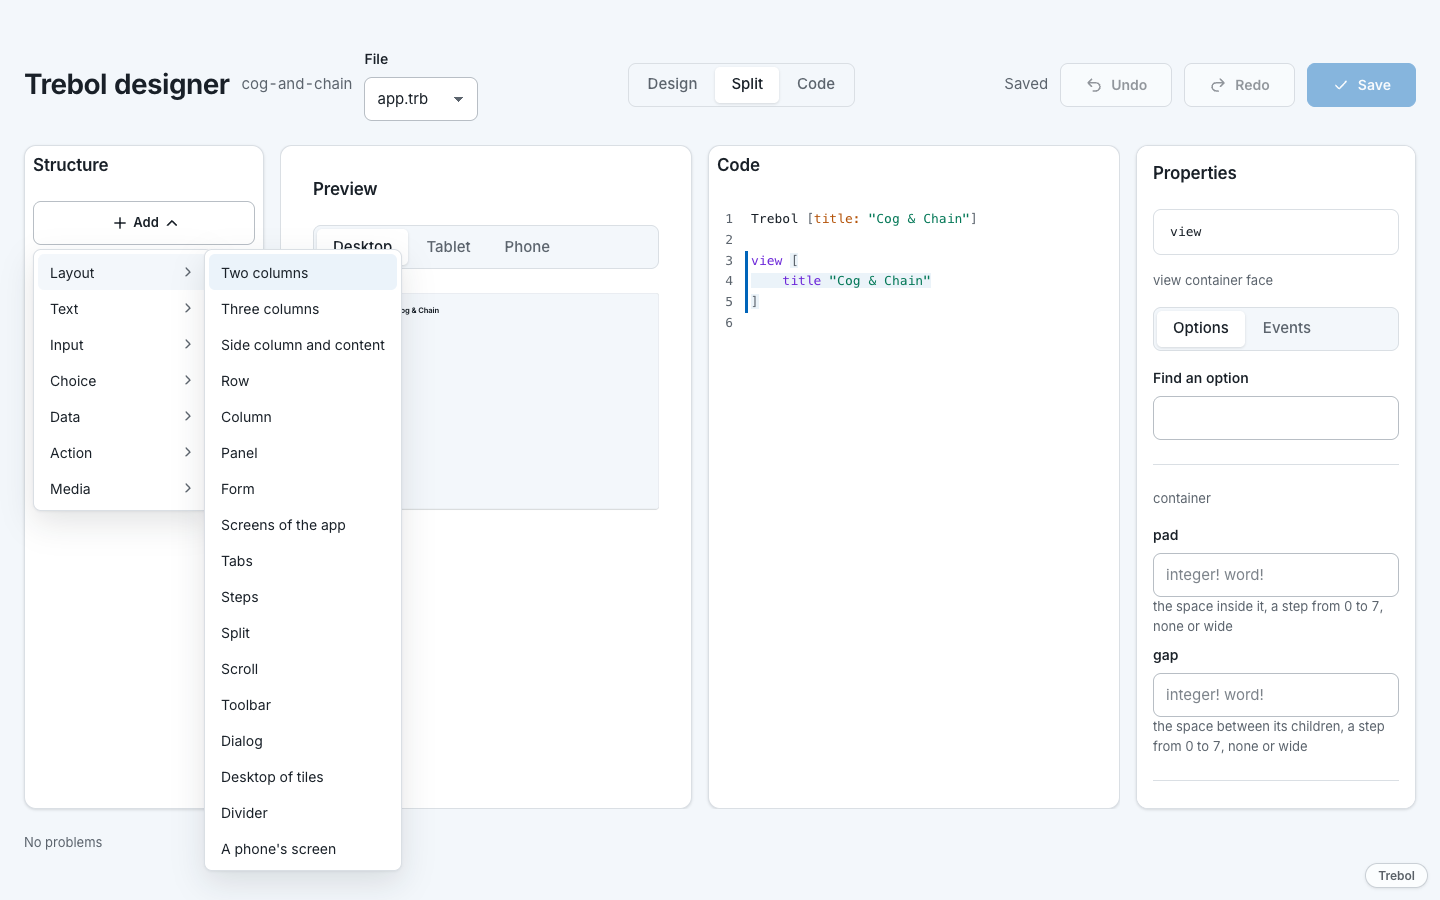 Trebol designer
cog-and-chain
File
app.trb
Design
Split
Code
Saved
Undo
Redo
Save
Structure
Add
Layout
Text
Input
Choice
Data
Action
Media
Two columns
Three columns
Side column and content
Row
Column
Panel
Form
Screens of the app
Tabs
Steps
Split
Scroll
Toolbar
Dialog
Desktop of tiles
Divider
A phone's screen
Preview
Desktop
Tablet
Phone
og & Chain
Code
1 Trebol [title: "Cog & Chain"]
2
3 view [
4 title "Cog & Chain"
5 ]
6
Properties
view
view container face
Options
Events
Find an option
container
pad
integer! word!
the space inside it, a step from 0 to 7,
none or wide
gap
integer! word!
the space between its children, a step
from 0 to 7, none or wide
No problems
Trebol